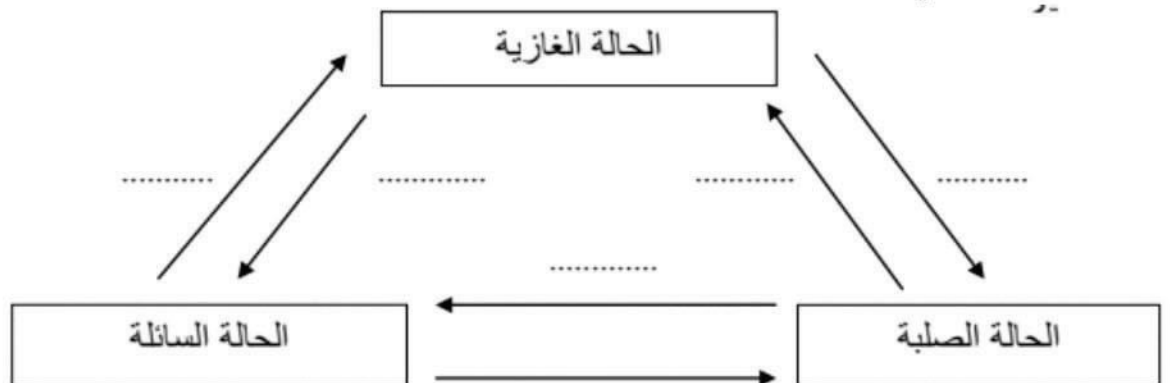 الحالة الغازية
............ ............ ............ ............
............
الحالة الصلبة
الحالة السائلة